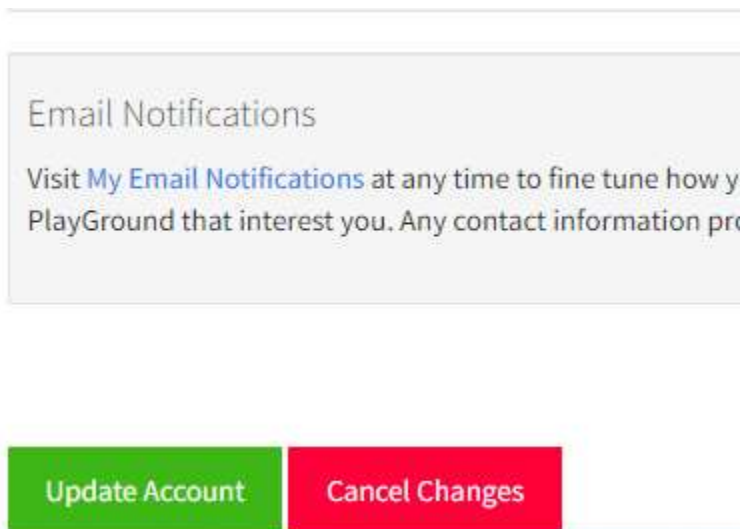 Email Notifications
Visit My Email Notifications at any time to fine tune how
PlayGround that interest you. Any contact information
Update Account
Cancel Changes